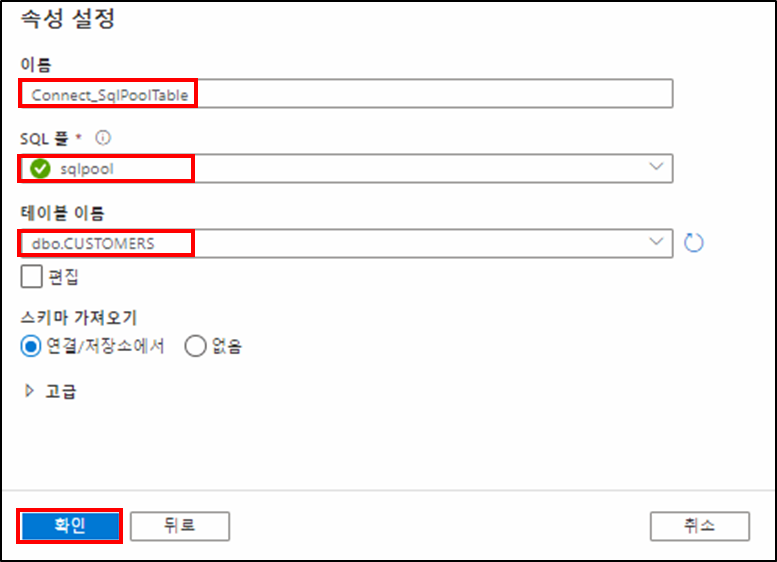 속성 설정
이름
Connect_SqlPoolTable
SQL 풀 *
sqlpool
테이블 이름
dbo.CUSTOMERS
편집
스키마 가져오기
연결/저장소에서 없음
고급
확인 뒤로 취소